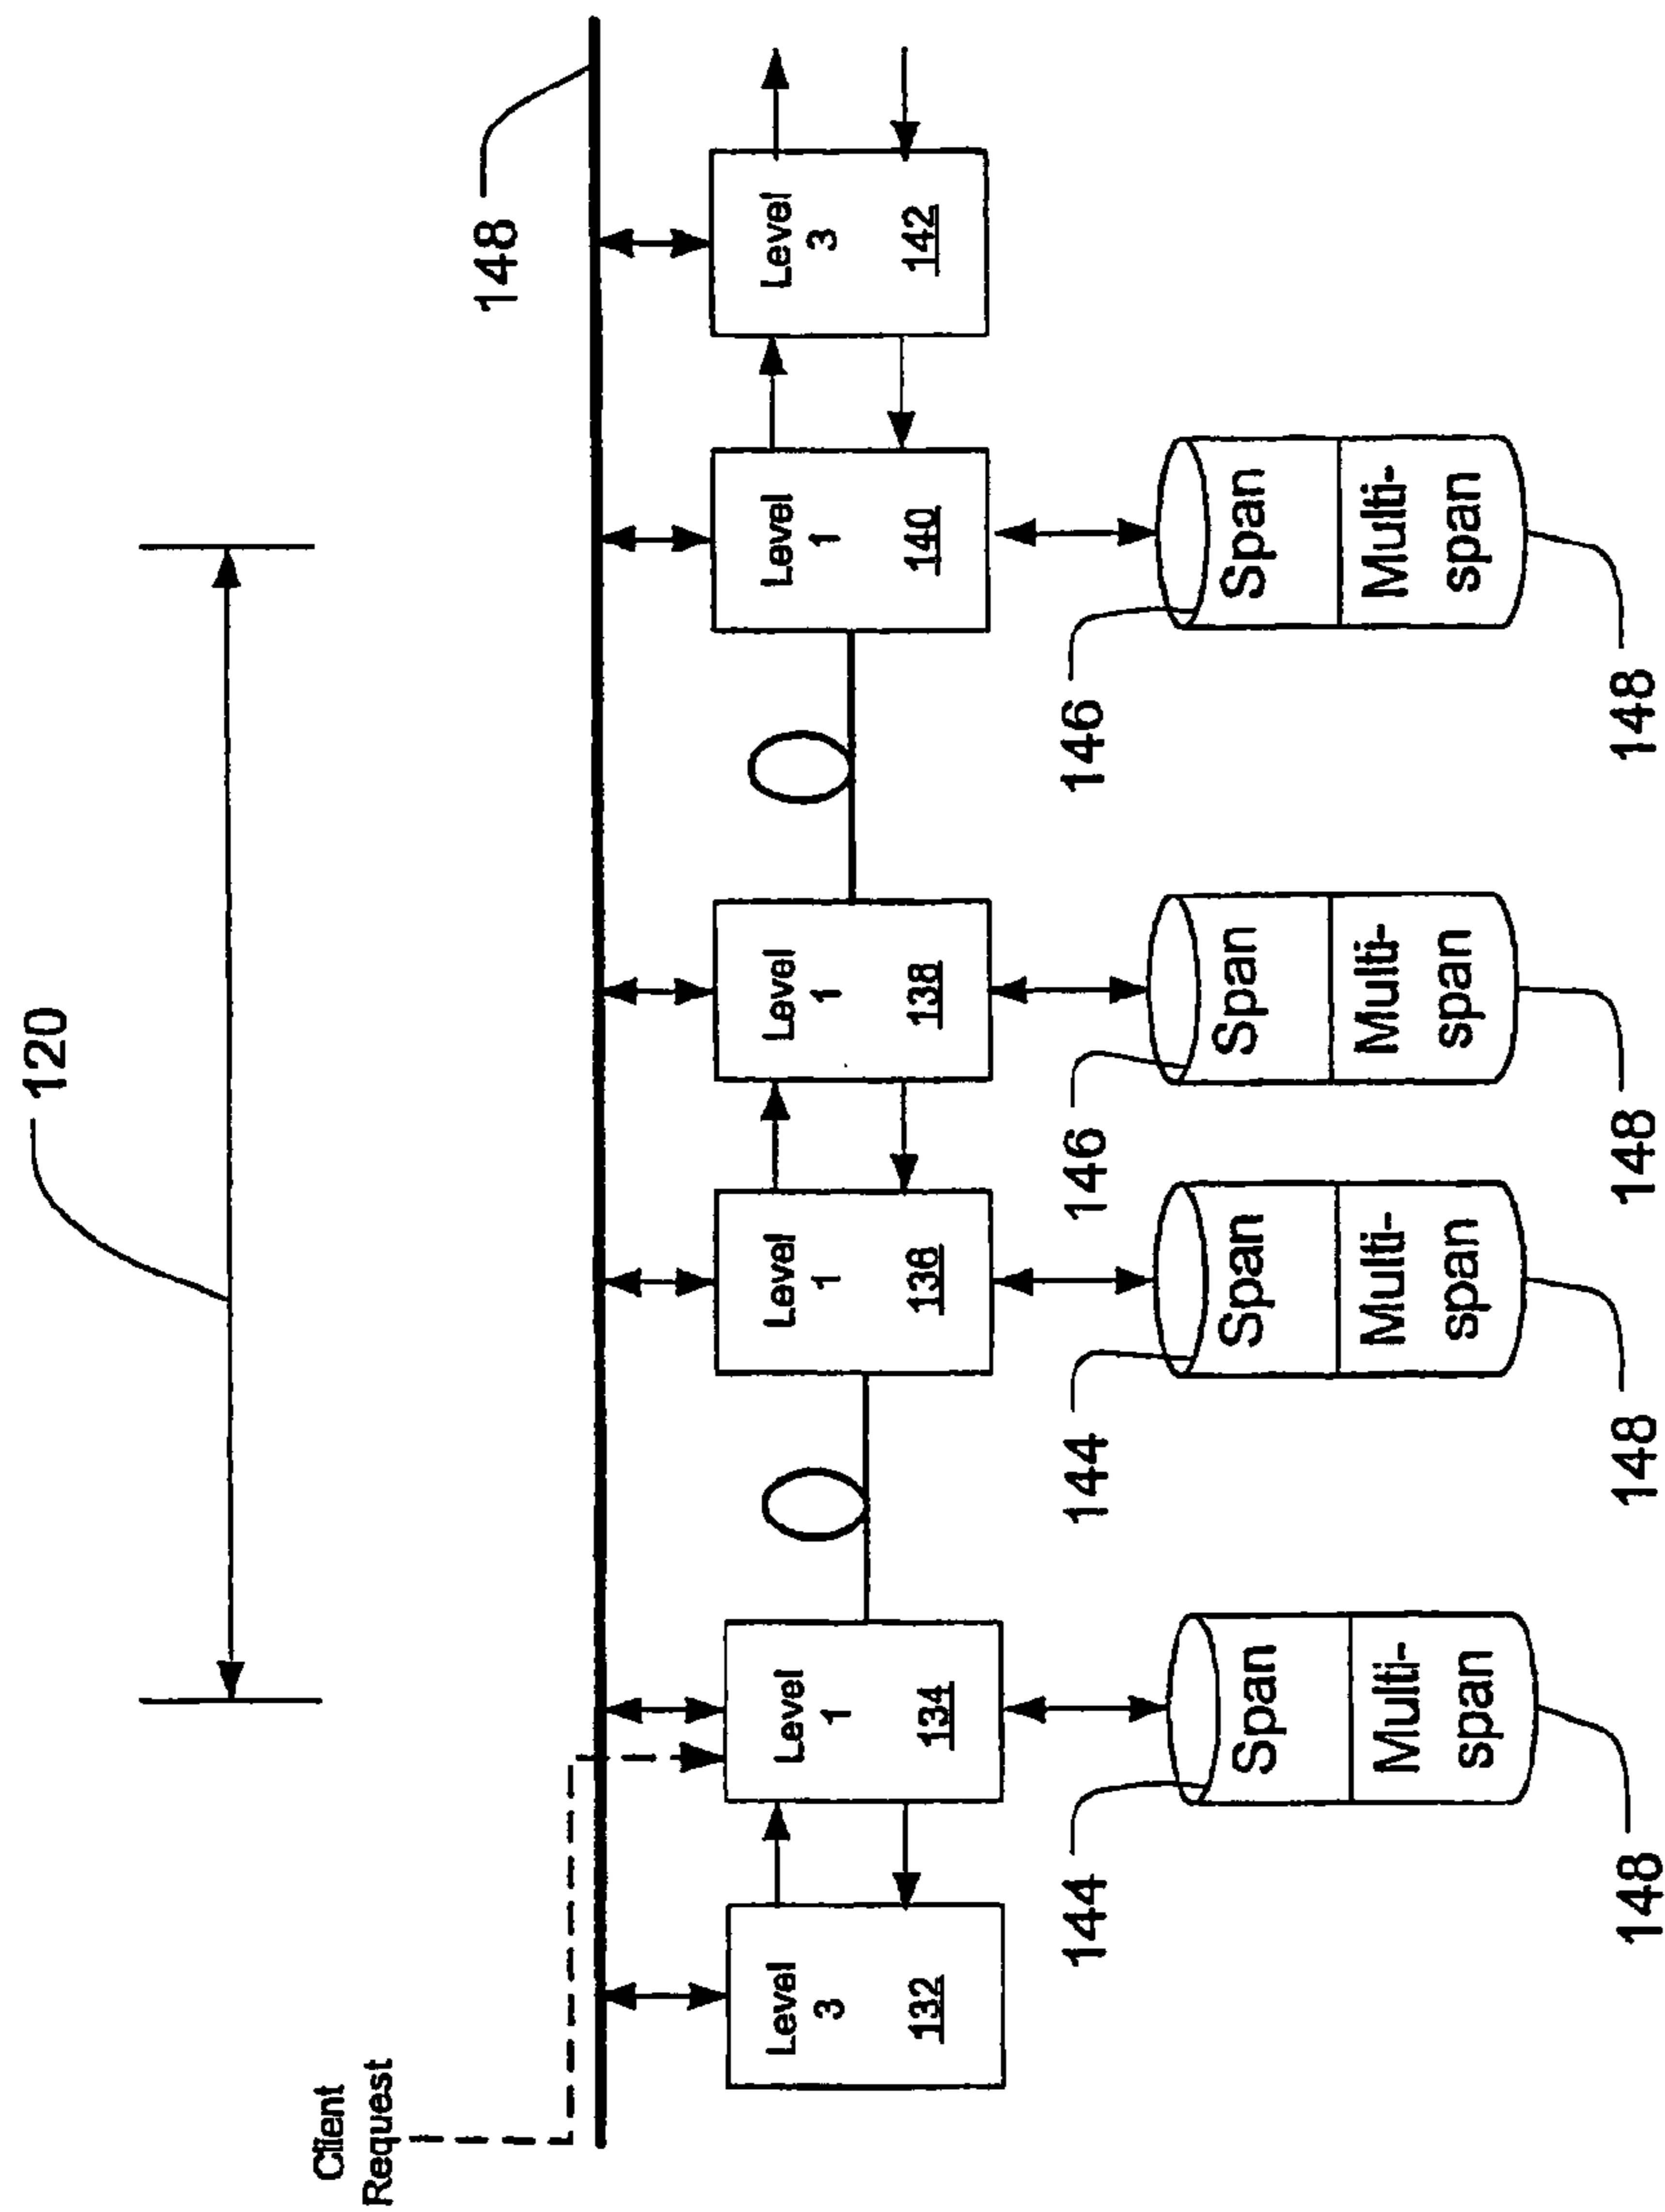 120
148
Client
Request
Level
3
132
Level
1
134
Level
1
136
Level
1
138
Level
1
140
Level
3
142
144
144
146
146
Span
Multi-
span
Span
Multi-
span
Span
Multi-
span
Span
Multi-
span
148
148
148
148